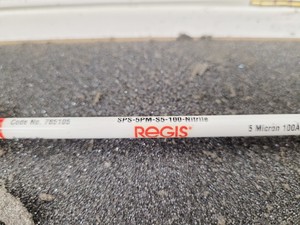 SPS-5PM-S5-100-Nitrile
Code No. 785105
REGIS
5 Micron 100A